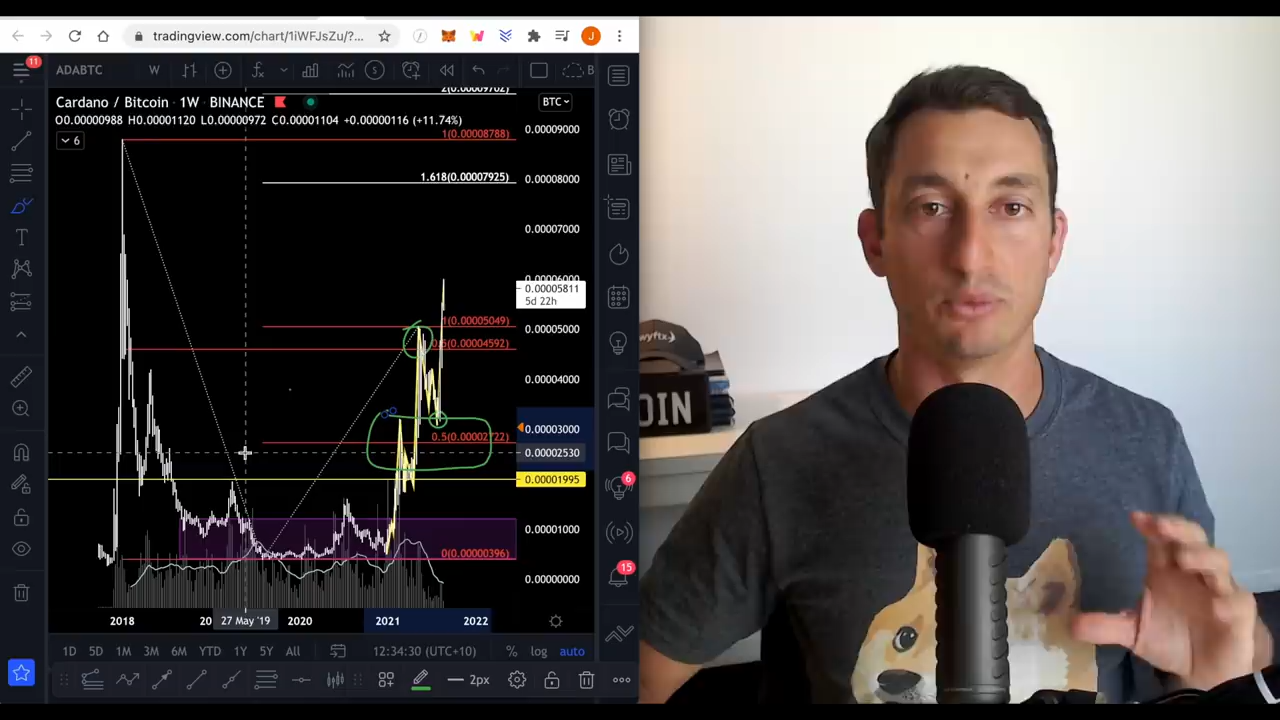 tradingview.com/chart/1iWFJsZu/?...
J
11
ADABTC
W
B
2(0.00009702)
Cardano / Bitcoin · 1W · BINANCE
BTC
O0.00000988 H0.00001120 L0.00000972 C0.00001104 +0.00000116 (+11.74%)
0.00009000
1(0.00008788)
6
1.618(0.00007925)
0.00008000
0.00007000
0.00006000
0.00005811
5d 22h
1(0.00005049)
0.00005000
0.00004000
0.00003000
0.5(0.00002722)
0.00002530
0.00001995
0.00001000
0(0.00000396)
0.00000000
2018
27 May '19
2020
2021
2022
6
15
1D 5D 1M 3M 6M YTD 1Y 5Y All
12:34:30 (UTC+10)
% log auto
2px
wyftx
OIN